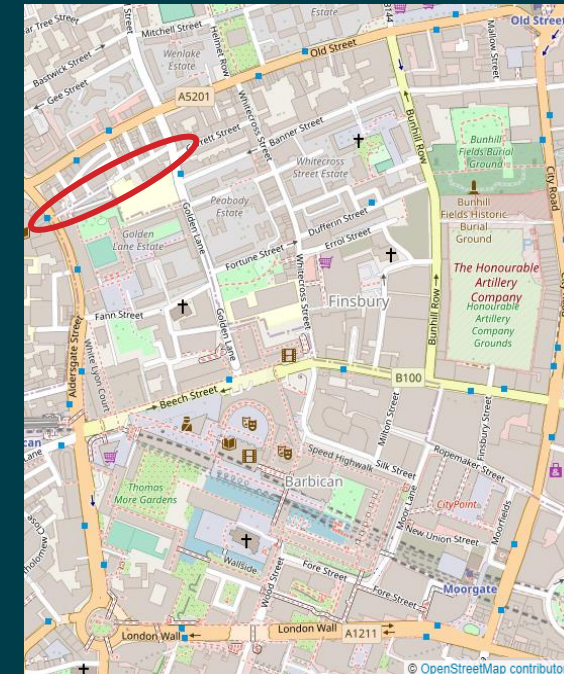 Mitchell Street
Estate
B144
Old Street
Street
Helmet Row
Wenlake
Estate
Old Street
Mallow Street
Bastwick Street
Gee Street
A5201
Whitecross Street
Banner Street
Bunhill Row
Bunhill
Fields Burial
Ground
City Road
Whitecross
Street Estate
Peabody
Estate
Bunhill
Fields Historic
Burial
Ground
Golden
Lane Estate
Golden Lane
Dufferin Street
Errol Street
Fortune Street
The Honourable
Artillery
Company
Honourable
Artillery
Company
Grounds
Whitecross Street
Finsbury
Bunhill Row
Fann Street
Golden Lane
Aldersgate Street
White Lyon Court
B100
Beech Street
Milton Street
Finsbury Street
Speed Highwalk
Silk Street
Ropemaker Street
Barbican
Thomas
More Gardens
Moor Lane
CityPoint
Moorfields
New Union Street
Wallside
Fore Street
Wood Street
Fore Street
Moorgate
London Wall
London Wall
A1211
© OpenStreetMap contributor